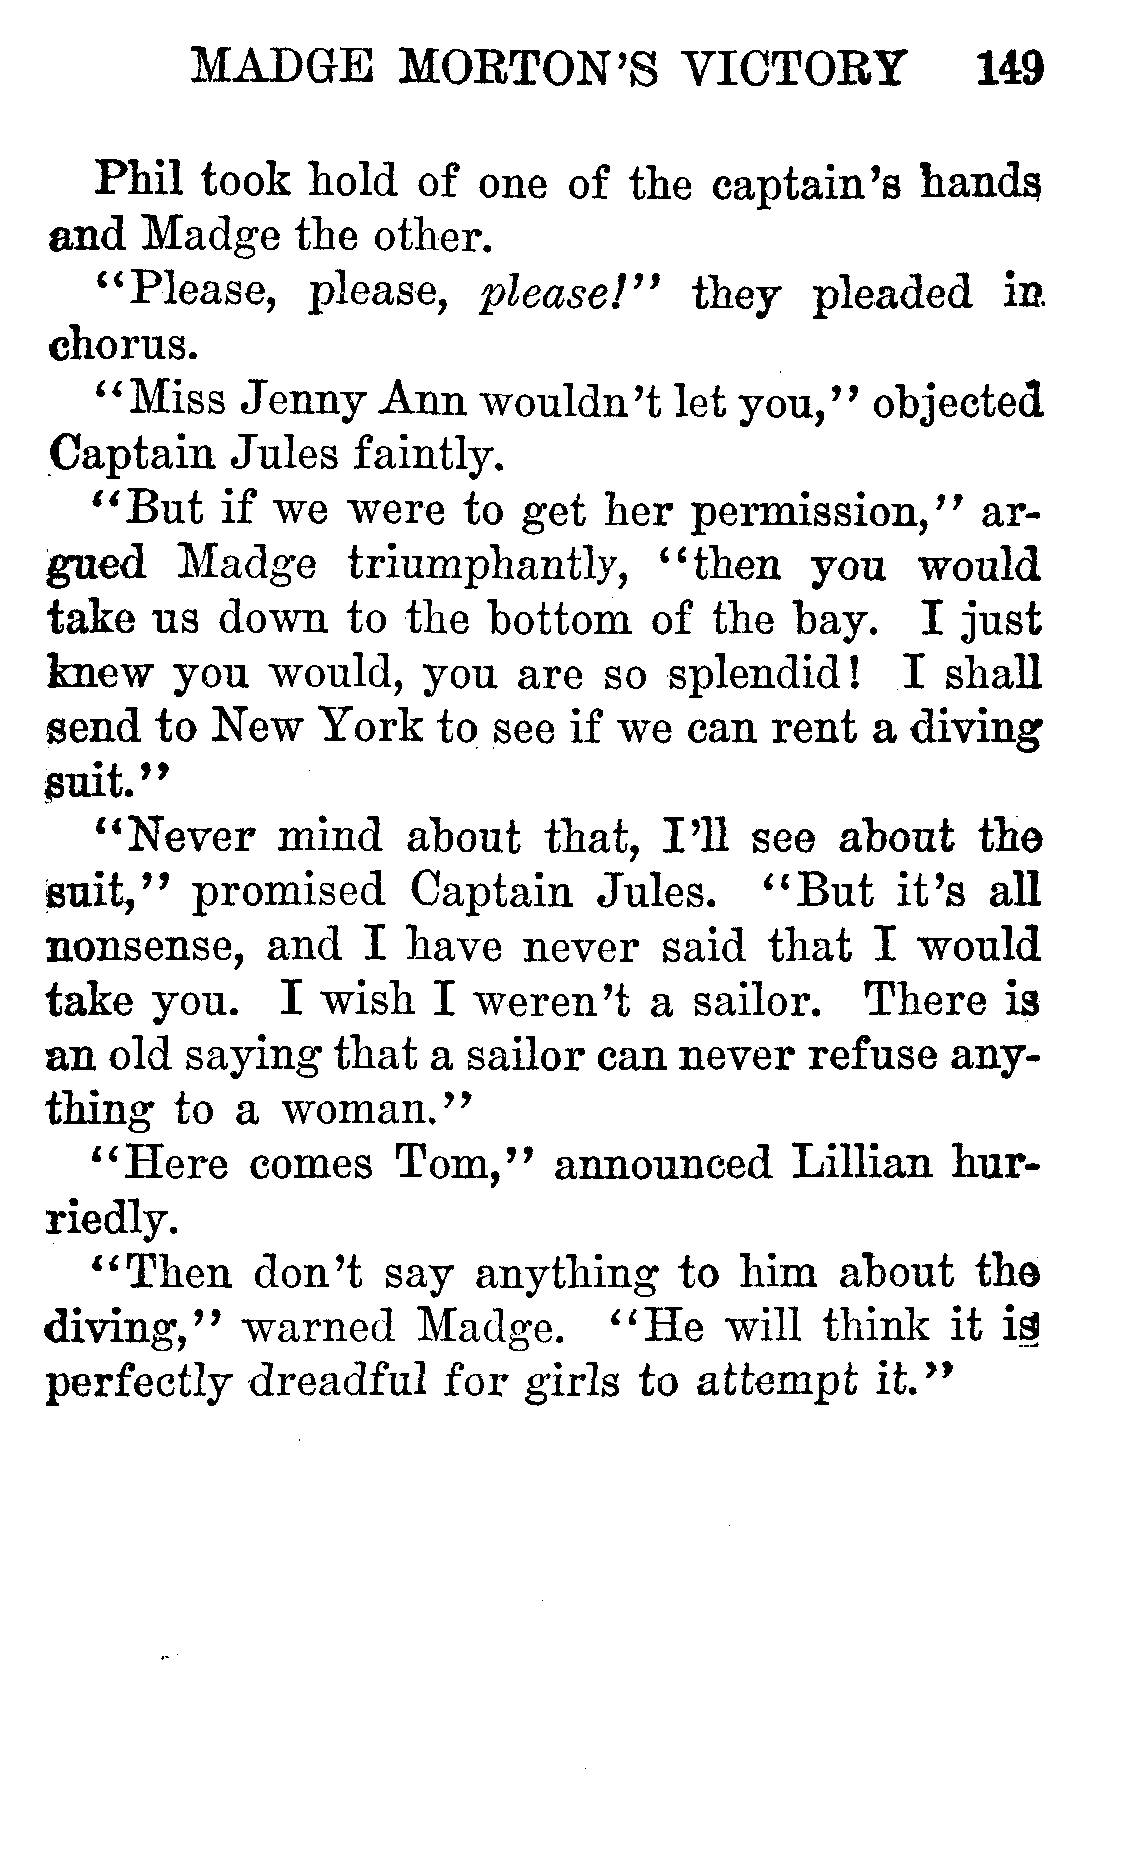 MADGE MORTON'S VICTORY 149
Phil took hold of one of the captain's hands
and Madge the other.
"Please, please, please!" they pleaded in
chorus.
"Miss Jenny Ann wouldn't let you," objected
Captain Jules faintly.
"But if we were to get her permission," ar-
gued Madge triumphantly, "then you would
take us down to the bottom of the bay. I just
knew you would, you are so splendid! I shall
send to New York to see if we can rent a diving
suit."
"Never mind about that, I'll see about the
suit," promised Captain Jules. "But it's all
nonsense, and I have never said that I would
take you. I wish I weren't a sailor. There is
an old saying that a sailor can never refuse any-
thing to a woman."
"Here comes Tom," announced Lillian hur-
riedly.
"Then don't say anything to him about the
diving," warned Madge. "He will think it is
perfectly dreadful for girls to attempt it."